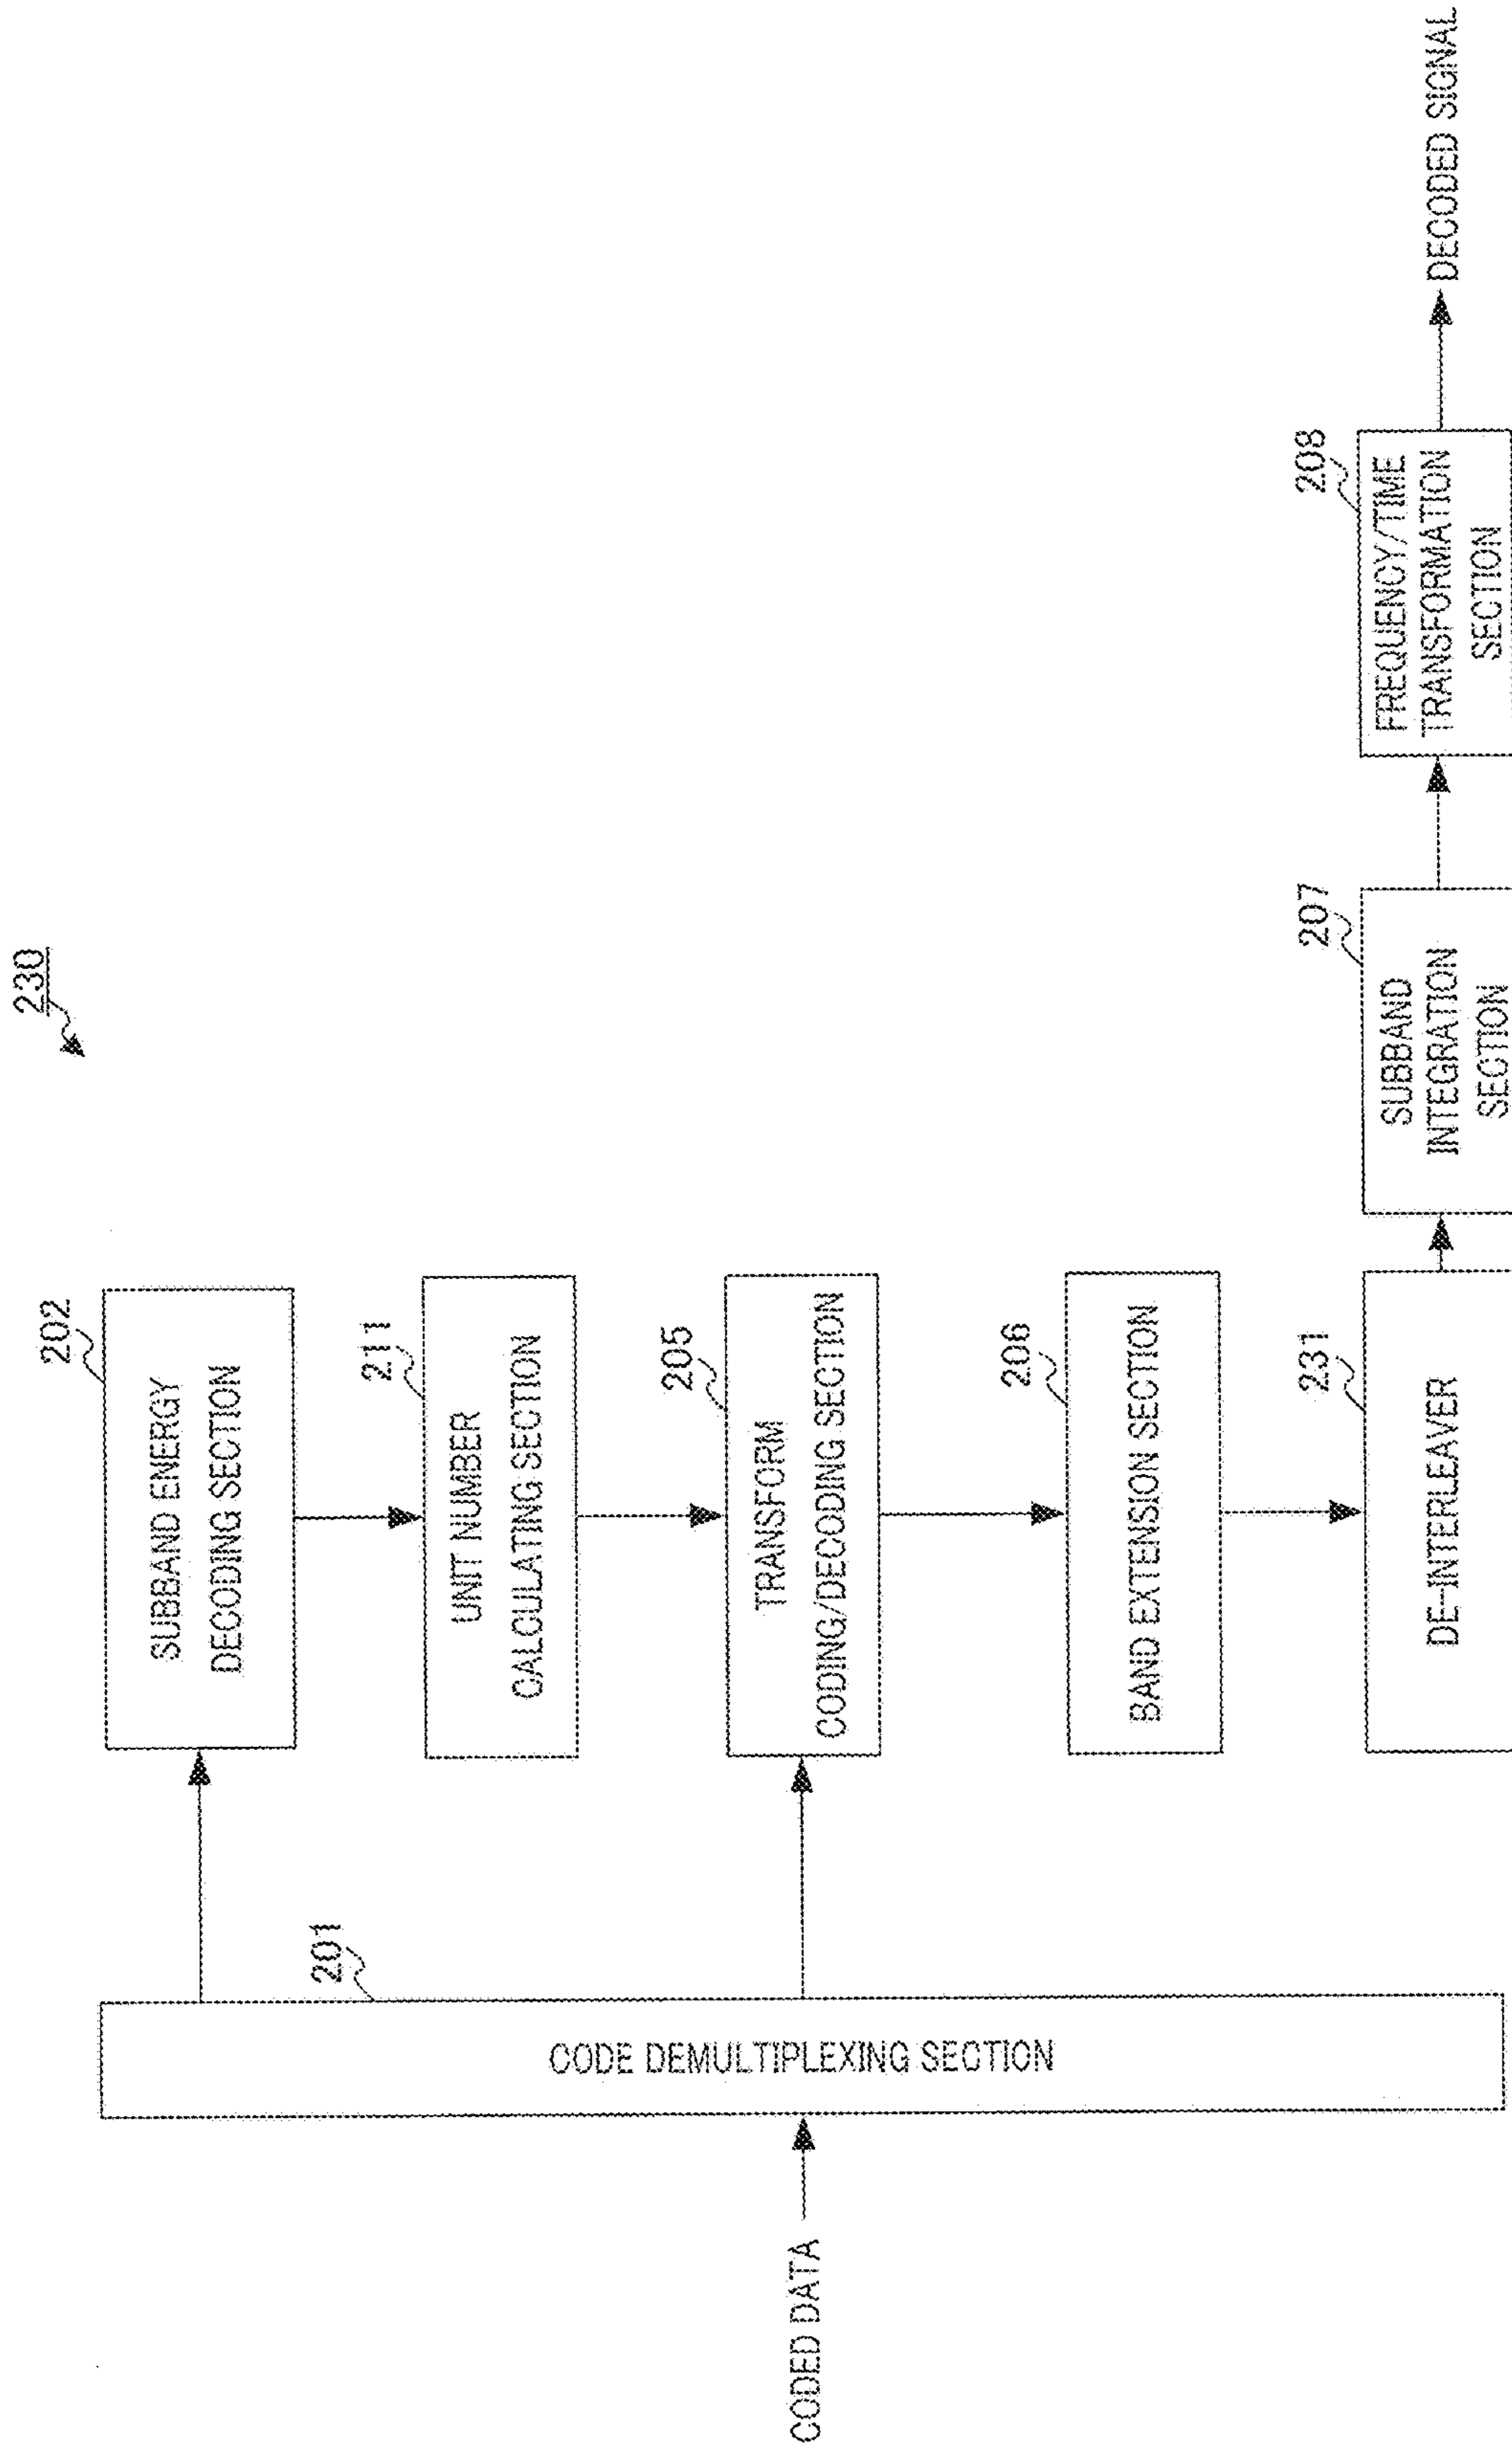 230
CODED DATA
201
CODE DEMULTIPLEXING SECTION
202
SUBBAND ENERGY
DECODING SECTION
211
UNIT NUMBER
CALCULATING SECTION
205
TRANSFORM
CODING/DECODING SECTION
206
BAND EXTENSION SECTION
231
DE-INTERLEAVER
207
SUBBAND
INTEGRATION
SECTION
208
FREQUENCY/TIME
TRANSFORMATION
SECTION
DECODED SIGNAL